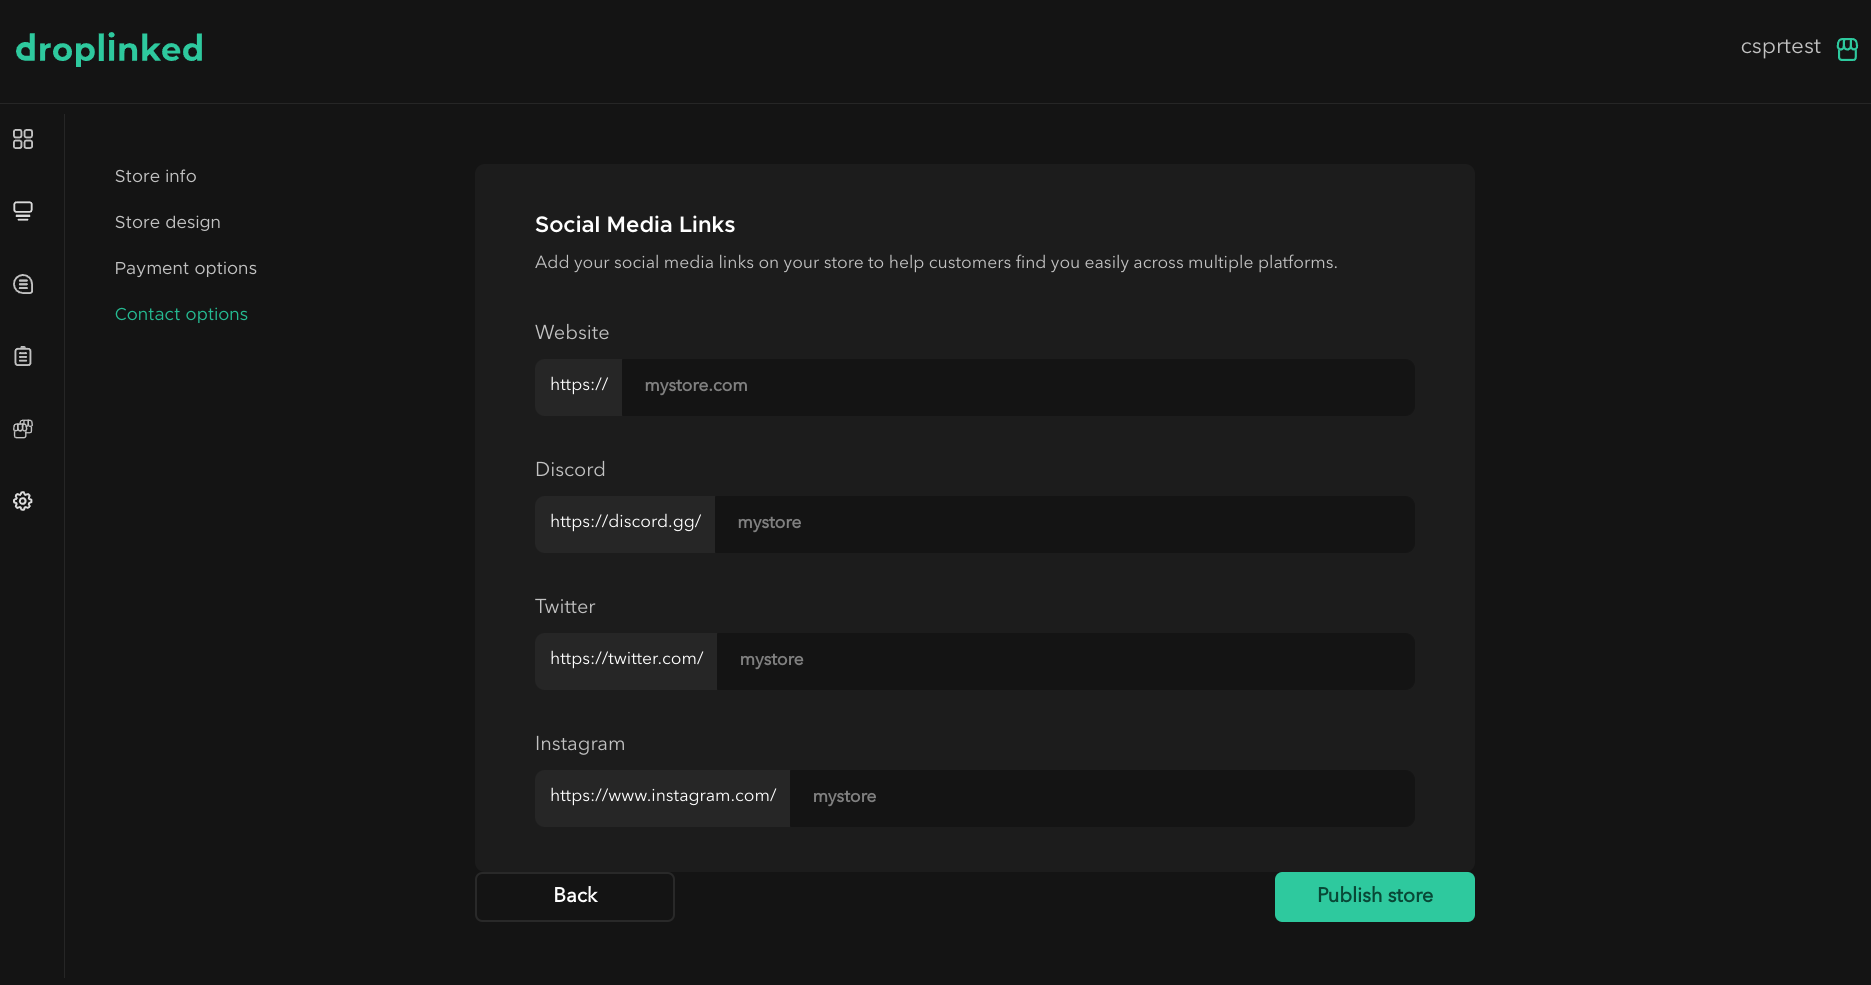 droplinked
csprtest
Store info
Store design
Payment options
Contact options
Social Media Links
Add your social media links on your store to help customers find you easily across multiple platforms.
Website
https:// mystore.com
Discord
https://discord.gg/ mystore
Twitter
https://twitter.com/ mystore
Instagram
https://www.instagram.com/ mystore
Back
Publish store